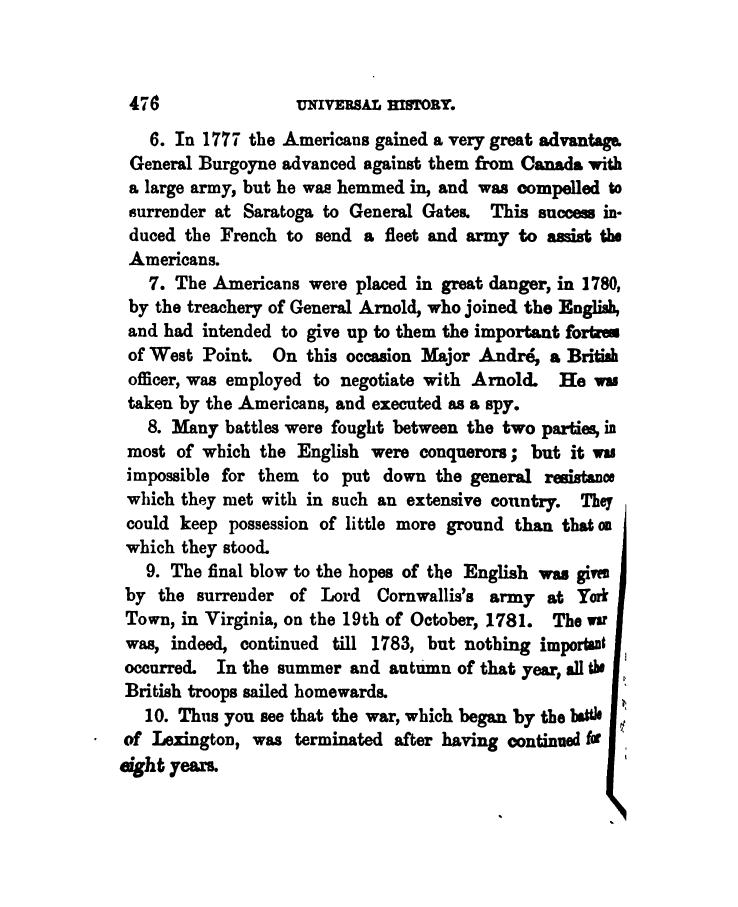 476 UNIVERSAL HISTORY.
6. In 1777 the Americans gained a very great advantage.
General Burgoyne advanced against them from Canada with
a large army, but he was hemmed in, and was compelled to
surrender at Saratoga to General Gates. This success in-
duced the French to send a fleet and army to assist the
Americans.
7. The Americans were placed in great danger, in 1780,
by the treachery of General Arnold, who joined the English,
and had intended to give up to them the important fortress
of West Point. On this occasion Major André, a British
officer, was employed to negotiate with Arnold. He was
taken by the Americans, and executed as a spy.
8. Many battles were fought between the two parties, in
most of which the English were conquerors; but it was
impossible for them to put down the general resistance
which they met with in such an extensive country. They
could keep possession of little more ground than that on
which they stood.
9. The final blow to the hopes of the English was given
by the surrender of Lord Cornwallis's army at York
Town, in Virginia, on the 19th of October, 1781. The war
was, indeed, continued till 1783, but nothing important
occurred. In the summer and autumn of that year, all the
British troops sailed homewards.
10. Thus you see that the war, which began by the battle
of Lexington, was terminated after having continued for
eight years.